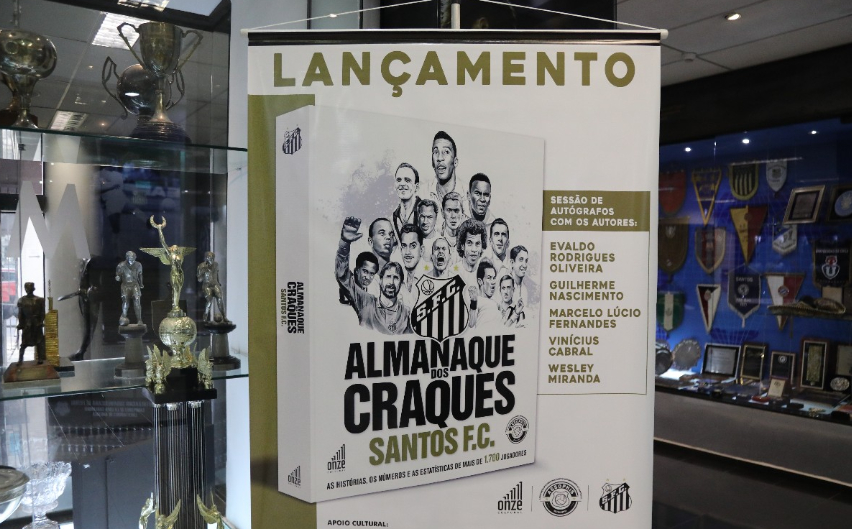 LANÇAMENTO
ALMANAQUE
DOS
CRAQUES
SANTOS F.C.
AS HISTÓRIAS, OS NÚMEROS E AS ESTATÍSTICAS DE MAIS DE 1.700 JOGADORES
S.F.C.
ALMANAQUE DOS
CRAQUES
SANTOS F.C.
onze
SESSÃO DE
AUTÓGRAFOS
COM OS AUTORES:
EVALDO
RODRIGUES
OLIVEIRA
GUILHERME
NASCIMENTO
MARCELO LÚCIO
FERNANDES
VINÍCIUS
CABRAL
WESLEY
MIRANDA
onze
CULTURAL
APOIO CULTURAL:
M